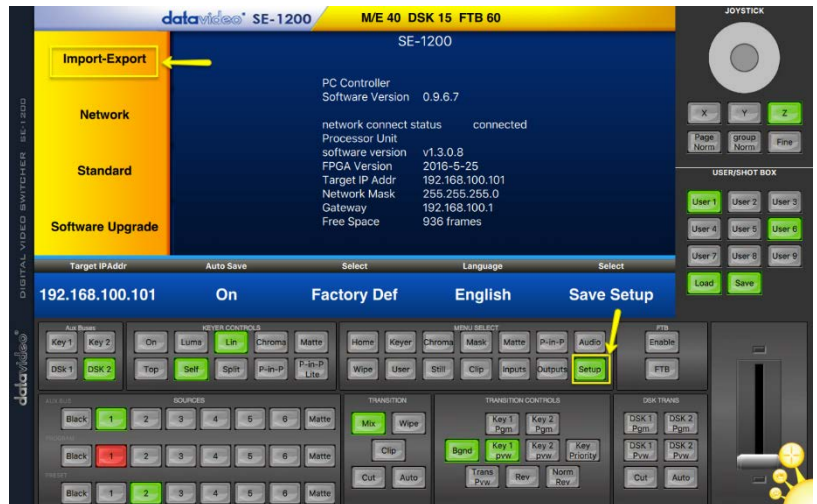 datavideo SE-1200 M/E 40 DSK 15 FTB 60
JOYSTICK
SE-1200
Import-Export
Network
Standard
Software Upgrade
PC Controller
Software Version 0.9.6.7
network connect status connected
Processor Unit
software version v1.3.0.8
FPGA Version 2016-5-25
Target IP Addr 192.168.100.101
Network Mask 255.255.255.0
Gateway 192.168.100.1
Free Space 936 frames
X Y Z
Page Norm group Norm Fine
USER/SHOT BOX
User 1 User 2 User 3
User 4 User 5 User 6
User 7 User 8 User 9
Load Save
DIGITAL VIDEO SWITCHER SE-1200
datavideo
Target IPAddr Auto Save Select Language Select
192.168.100.101 On Factory Def English Save Setup
Aux Buses KEYER CONTROLS MENU SELECT FTB
Key 1 Key 2 On Luma Lin Chroma Matte Home Keyer Chroma Mask Matte P-in-P Audio Enable
DSK 1 DSK 2 Top Self Split P-in-P P-in-P Lite Wipe User Still Clip Inputs Outputs Setup FTB
AUX BUS SOURCES TRANSITION TRANSITION CONTROLS DSK TRANS
Black 1 2 3 4 5 6 Matte
PROGRAM
Black 1 2 3 4 5 6 Matte
PRESET
Black 1 2 3 4 5 6 Matte
Mix Wipe
Clip
Cut Auto
Key 1 Pgm Key 2 Pgm
Bgnd Key 1 pvw Key 2 pvw Key Priority
Trans Pvw Rev Norm Rev
DSK 1 Pgm DSK 2 Pgm
DSK 1 Pvw DSK 2 Pvw
Cut Auto